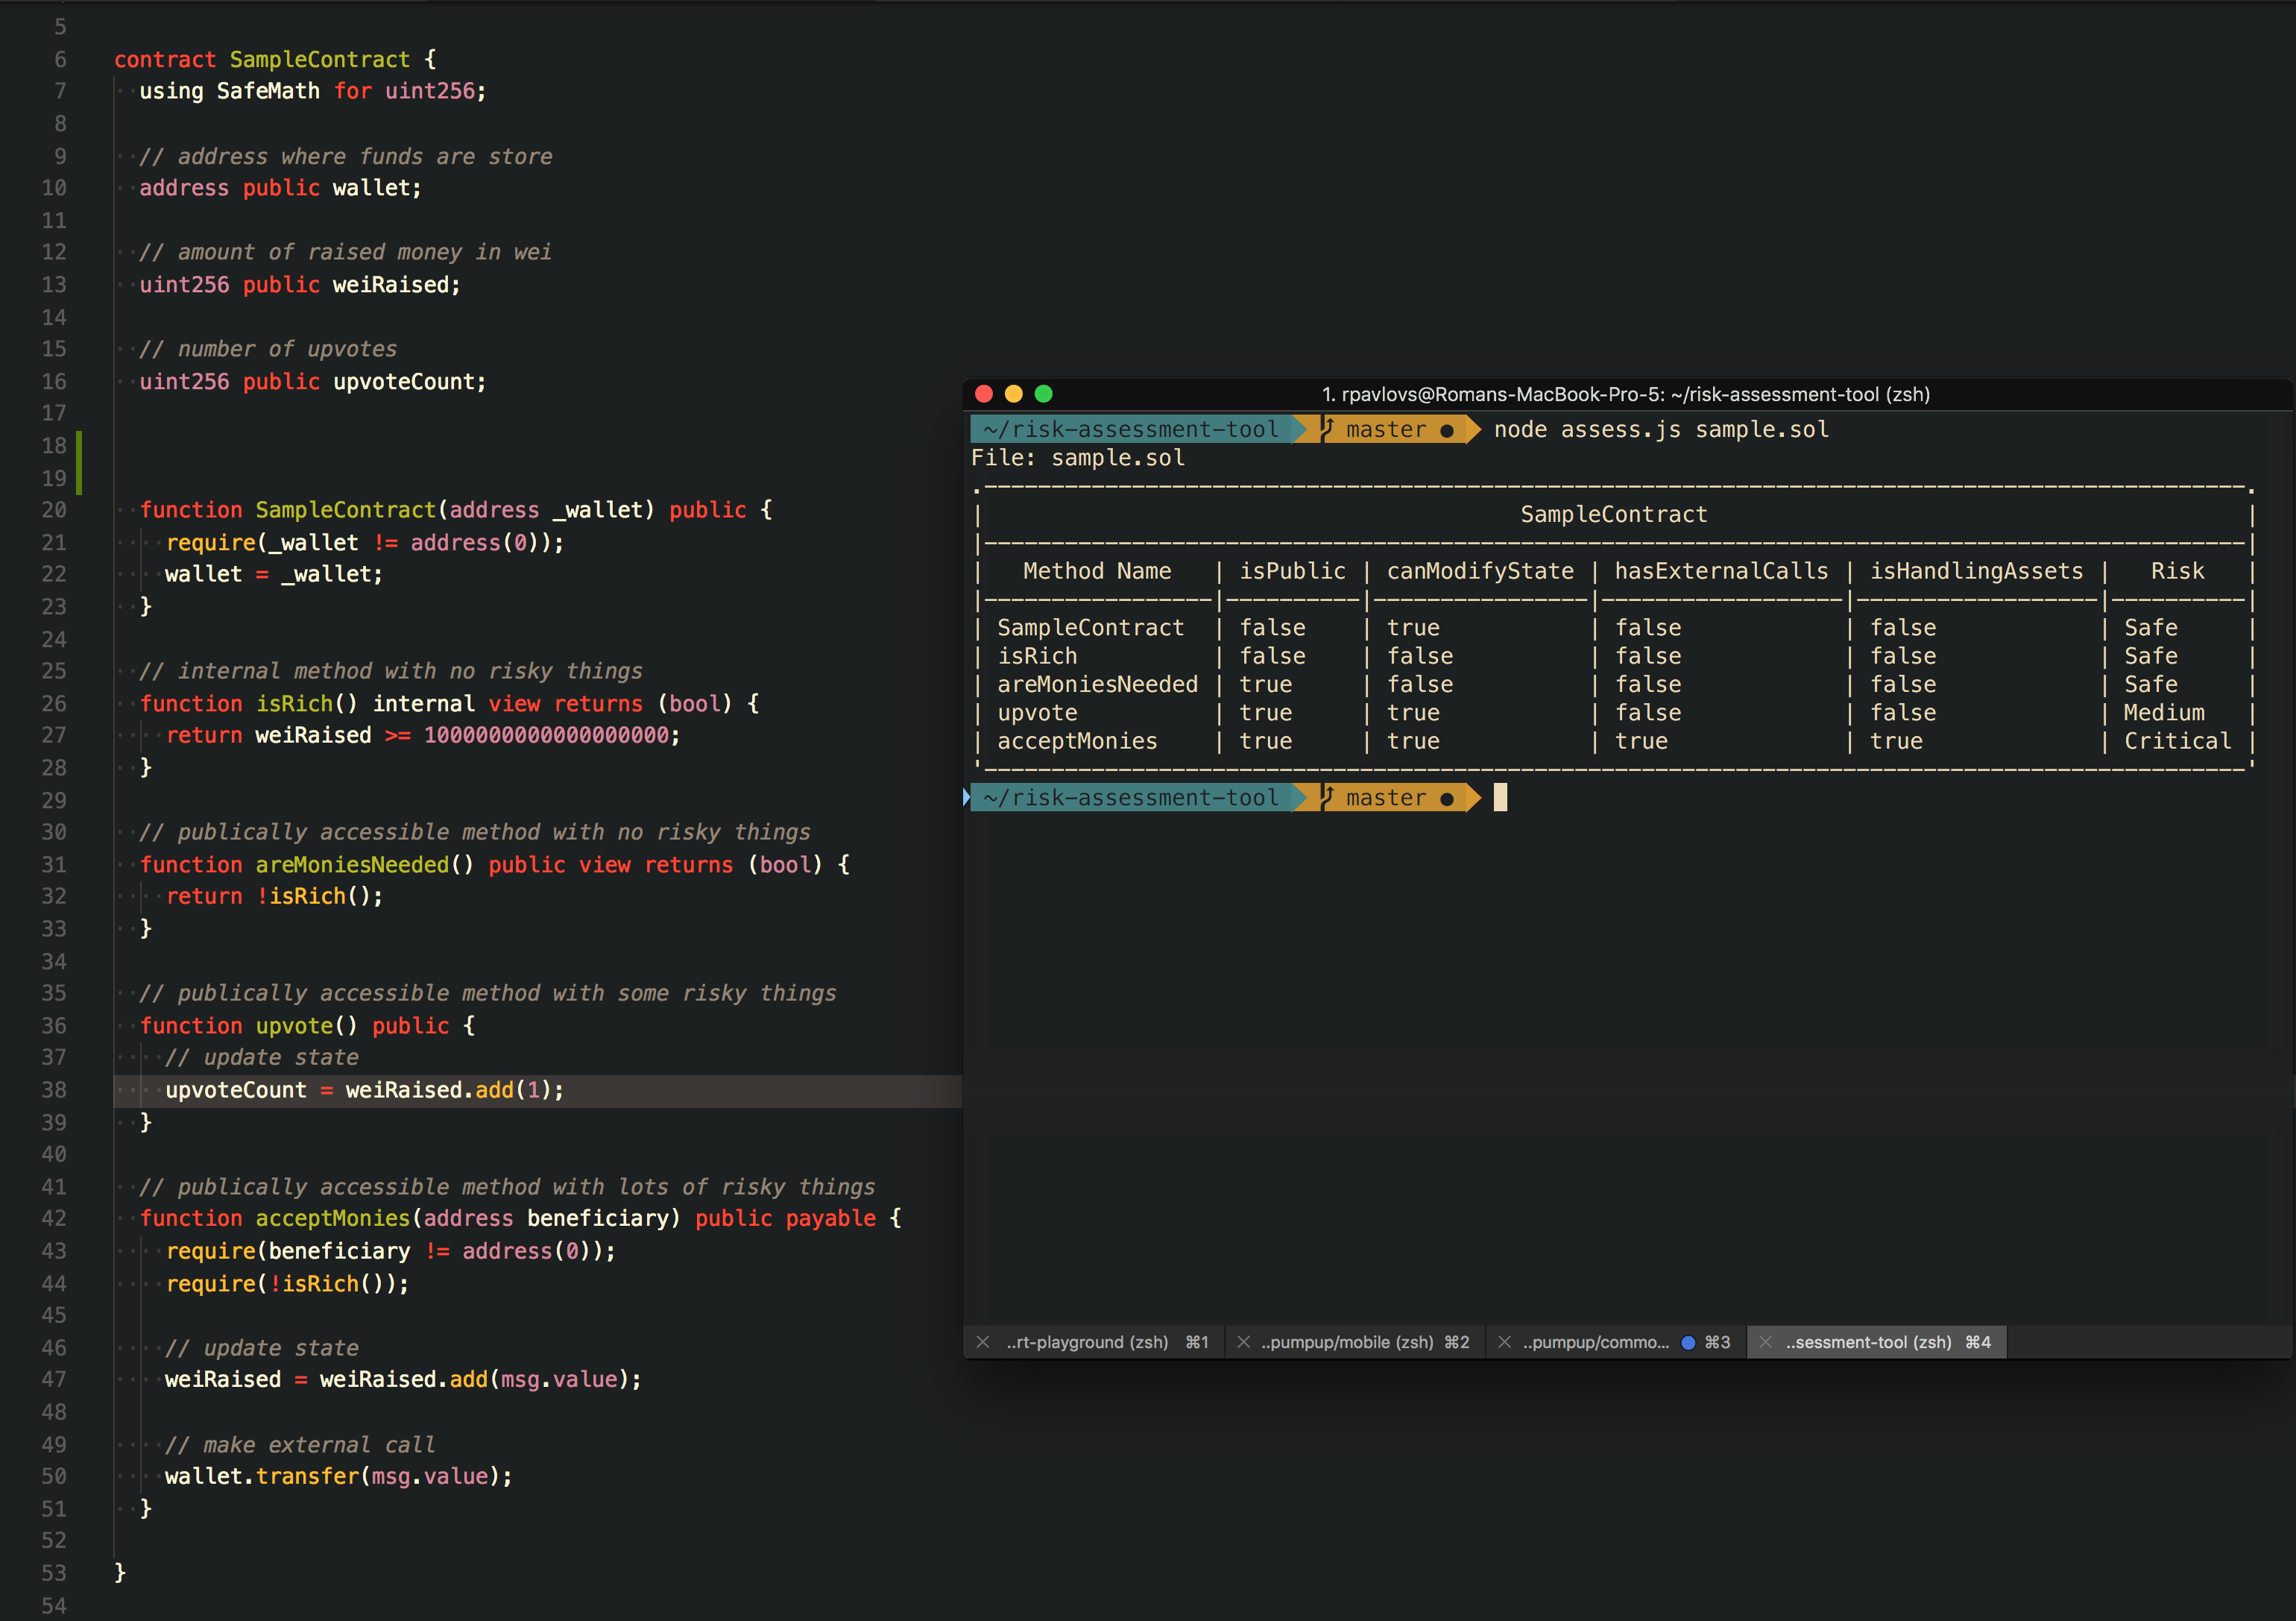 5
6 contract SampleContract {
7 using SafeMath for uint256;
8
9 // address where funds are store
10 address public wallet;
11
12 // amount of raised money in wei
13 uint256 public weiRaised;
14
15 // number of upvotes
16 uint256 public upvoteCount;
17
18
19
20 function SampleContract(address _wallet) public {
21 require(_wallet != address(0));
22 wallet = _wallet;
23 }
24
25 // internal method with no risky things
26 function isRich() internal view returns (bool) {
27 return weiRaised >= 1000000000000000000;
28 }
29
30 // publically accessible method with no risky things
31 function areMoniesNeeded() public view returns (bool) {
32 return !isRich();
33 }
34
35 // publically accessible method with some risky things
36 function upvote() public {
37 // update state
38 upvoteCount = weiRaised.add(1);
39 }
40
41 // publically accessible method with lots of risky things
42 function acceptMonies(address beneficiary) public payable {
43 require(beneficiary != address(0));
44 require(!isRich());
45
46 // update state
47 weiRaised = weiRaised.add(msg.value);
48
49 // make external call
50 wallet.transfer(msg.value);
51 }
52
53 }
54
1. rpavlovs@Romans-MacBook-Pro-5: ~/risk-assessment-tool (zsh)
~/risk-assessment-tool master ● node assess.js sample.sol
File: sample.sol
SampleContract
| Method Name | isPublic | canModifyState | hasExternalCalls | isHandlingAssets | Risk |
| SampleContract | false | true | false | false | Safe |
| isRich | false | false | false | false | Safe |
| areMoniesNeeded | true | false | false | false | Safe |
| upvote | true | true | false | false | Medium |
| acceptMonies | true | true | true | true | Critical |
~/risk-assessment-tool master ●
..rt-playground (zsh) ⌘1
..pumpup/mobile (zsh) ⌘2
..pumpup/commo... ⌘3
..sessment-tool (zsh) ⌘4